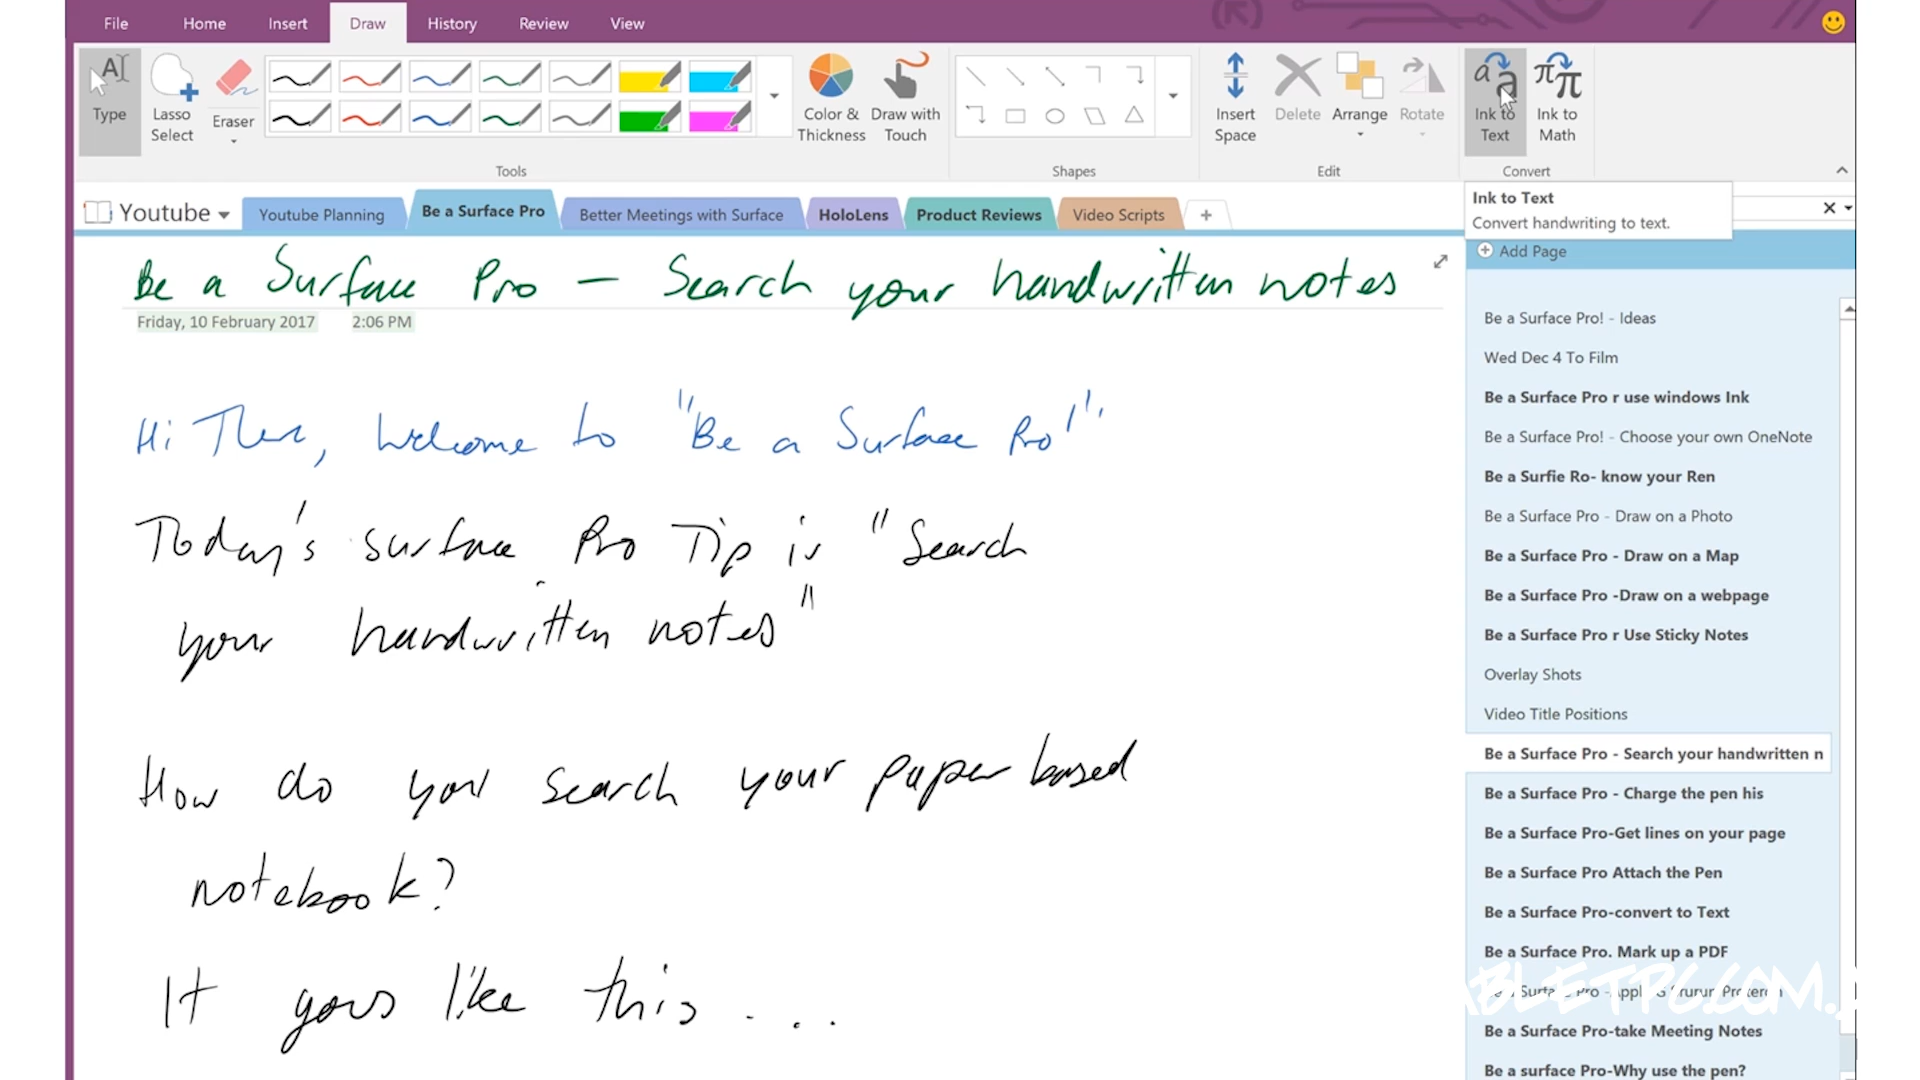 File Home Insert Draw History Review View
Type
Lasso Select
Eraser
Color & Thickness
Draw with Touch
Insert Space
Delete
Arrange
Rotate
Ink to Text
Ink to Math
Tools Shapes Edit Convert
Ink to Text
Convert handwriting to text.
Youtube
Youtube Planning
Be a Surface Pro
Better Meetings with Surface
HoloLens
Product Reviews
Video Scripts
Add Page
Be a Surface Pro — Search your handwritten notes
Friday, 10 February 2017 2:06 PM
Hi There, Welcome to "Be a Surface Pro!"
Today's surface Pro Tip is "Search
your handwritten notes"
How do you search your paper based
notebook?
It goes like this ....
Be a Surface Pro! - Ideas
Wed Dec 4 To Film
Be a Surface Pro r use windows Ink
Be a Surface Pro! - Choose your own OneNote
Be a Surfie Ro- know your Ren
Be a Surface Pro - Draw on a Photo
Be a Surface Pro - Draw on a Map
Be a Surface Pro -Draw on a webpage
Be a Surface Pro r Use Sticky Notes
Overlay Shots
Video Title Positions
Be a Surface Pro - Search your handwritten n
Be a Surface Pro - Charge the pen his
Be a Surface Pro-Get lines on your page
Be a Surface Pro Attach the Pen
Be a Surface Pro-convert to Text
Be a Surface Pro. Mark up a PDF
Surface Pro
ABLETPC.COM.
Be a Surface Pro-take Meeting Notes
Be a surface Pro-Why use the pen?